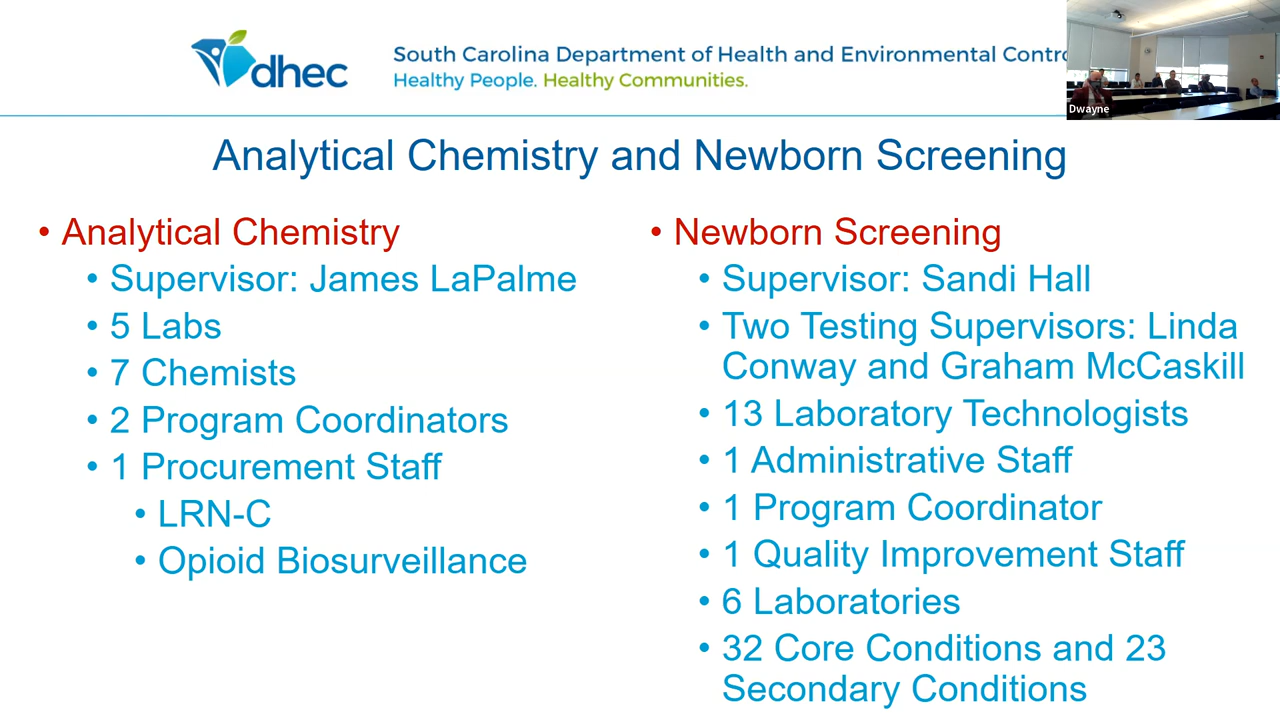 dhec
South Carolina Department of Health and Environmental Contro
Healthy People. Healthy Communities.
Dwayne
Analytical Chemistry and Newborn Screening
• Analytical Chemistry
• Supervisor: James LaPalme
• 5 Labs
• 7 Chemists
• 2 Program Coordinators
• 1 Procurement Staff
• LRN-C
• Opioid Biosurveillance
• Newborn Screening
• Supervisor: Sandi Hall
• Two Testing Supervisors: Linda
Conway and Graham McCaskill
• 13 Laboratory Technologists
• 1 Administrative Staff
• 1 Program Coordinator
• 1 Quality Improvement Staff
• 6 Laboratories
• 32 Core Conditions and 23
Secondary Conditions